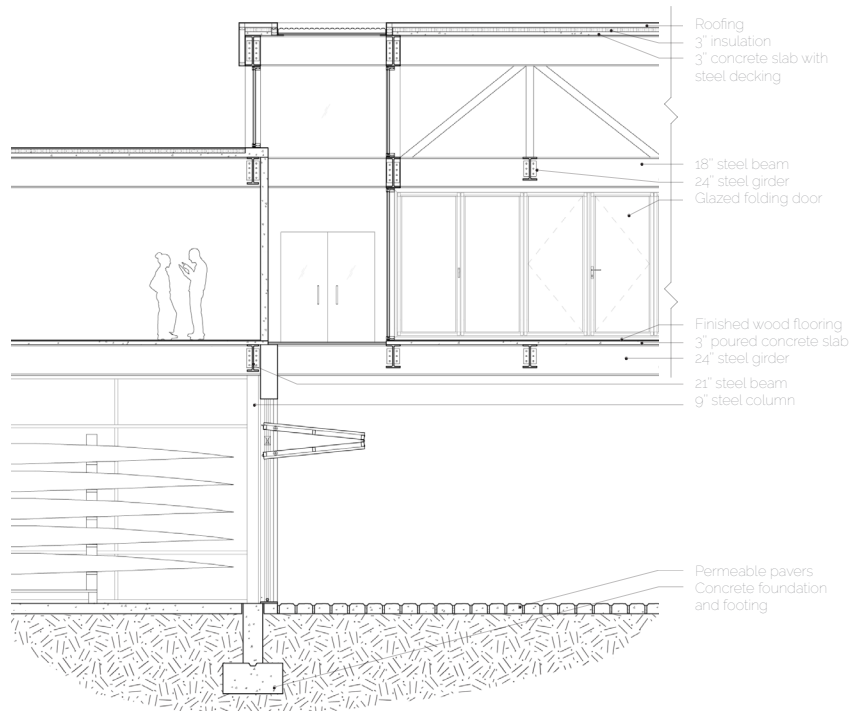 Roofing
3" insulation
3" concrete slab with
steel decking
18" steel beam
24" steel girder
Glazed folding door
Finished wood flooring
3" poured concrete slab
24" steel girder
21" steel beam
9" steel column
Permeable pavers
Concrete foundation
and footing